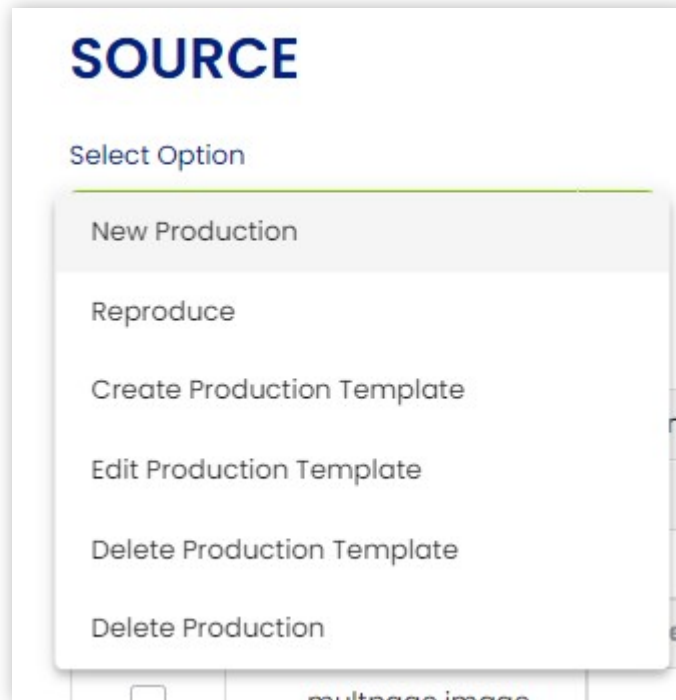 SOURCE
Select Option
New Production
Reproduce
Create Production Template
Edit Production Template
Delete Production Template
Delete Production